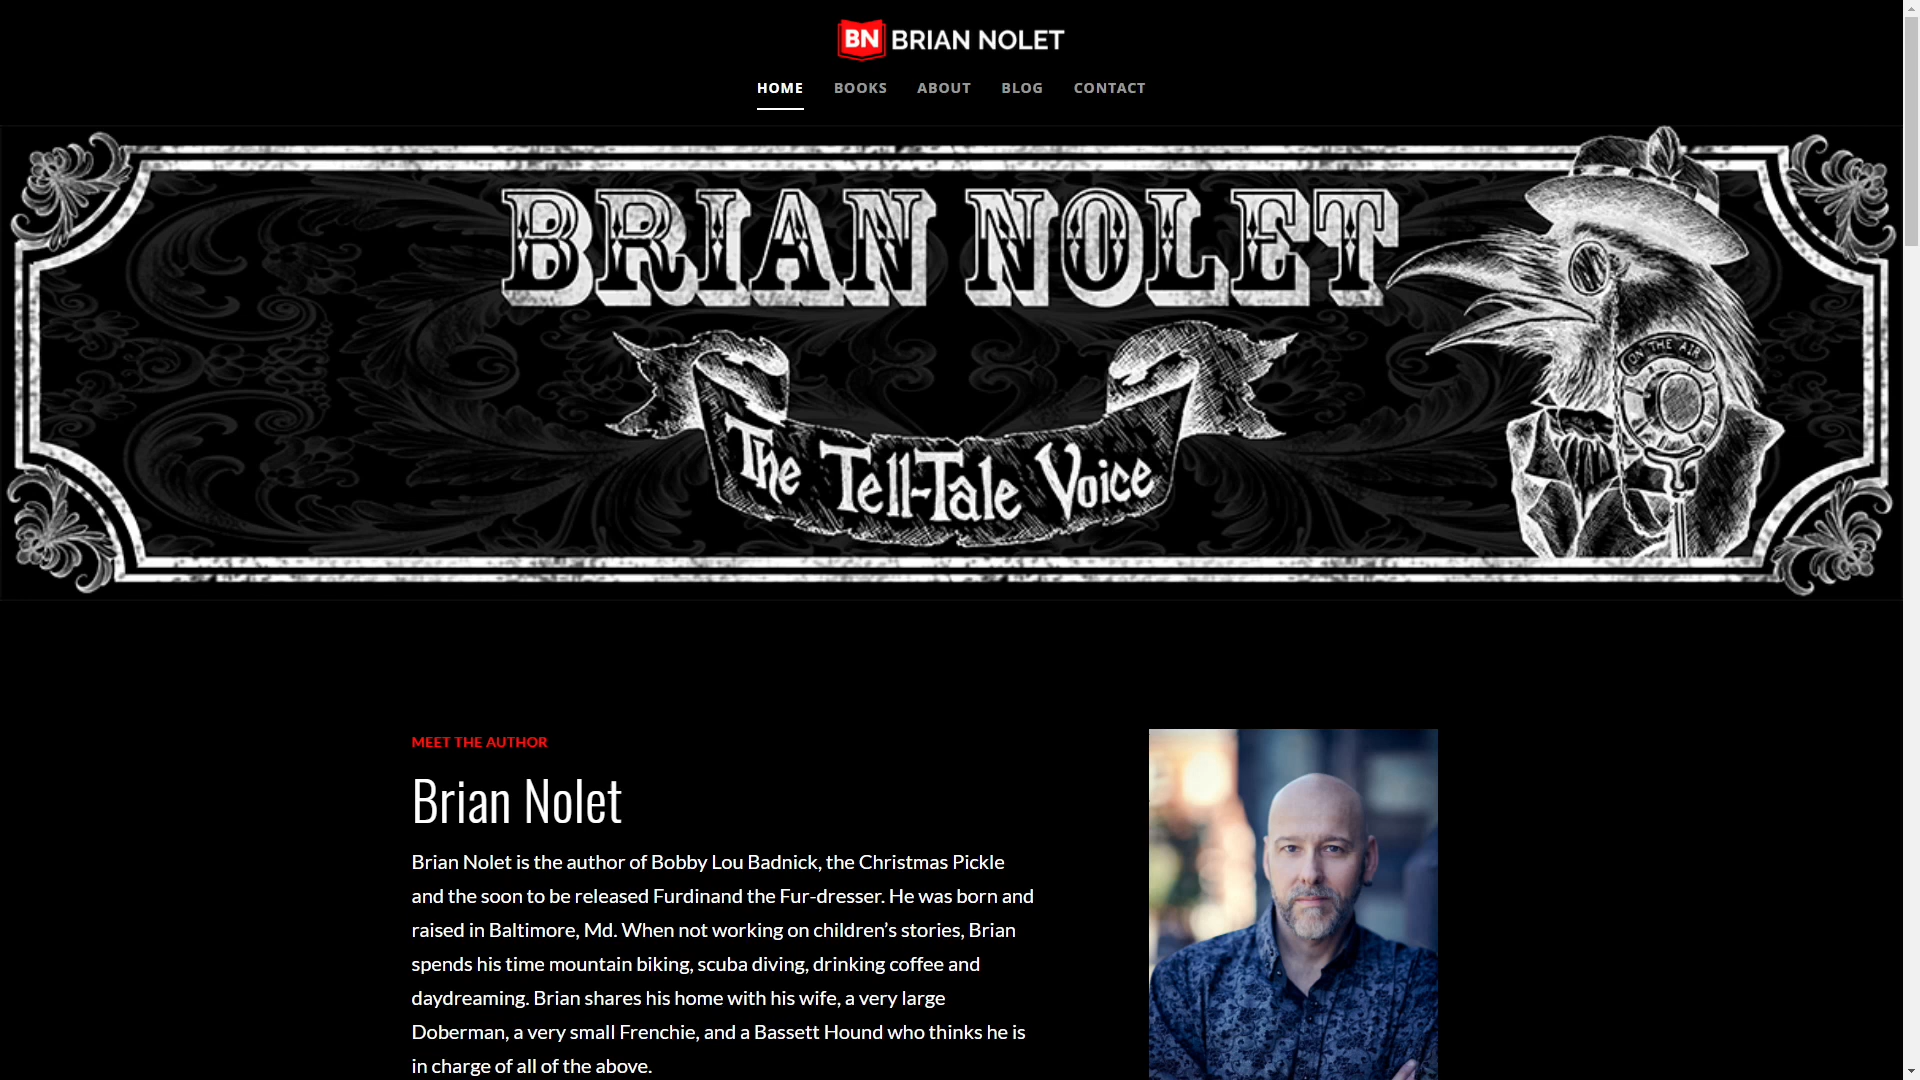 BN BRIAN NOLET
HOME BOOKS ABOUT BLOG CONTACT
BRIAN NOLET
ON THE AIR
The Tell-Tale Voice
MEET THE AUTHOR
Brian Nolet
Brian Nolet is the author of Bobby Lou Badnick, the Christmas Pickle
and the soon to be released Furdinand the Fur-dresser. He was born and
raised in Baltimore, Md. When not working on children’s stories, Brian
spends his time mountain biking, scuba diving, drinking coffee and
daydreaming. Brian shares his home with his wife, a very large
Doberman, a very small Frenchie, and a Bassett Hound who thinks he is
in charge of all of the above.